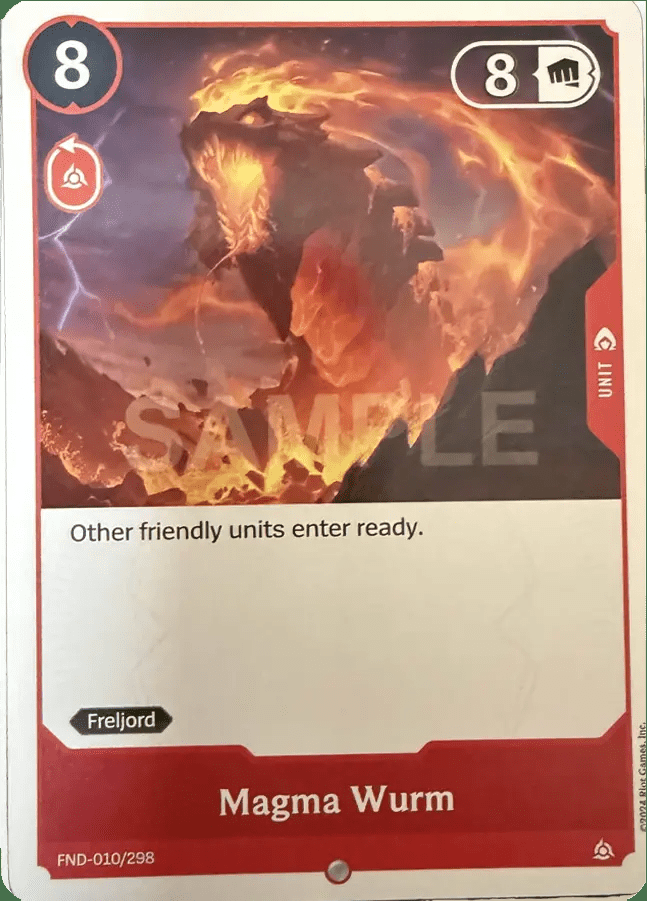 8
8
UNIT
SAMPLE
Other friendly units enter ready.
Freljord
Magma Wurm
FND-010/298
©2024 Riot Games, Inc.